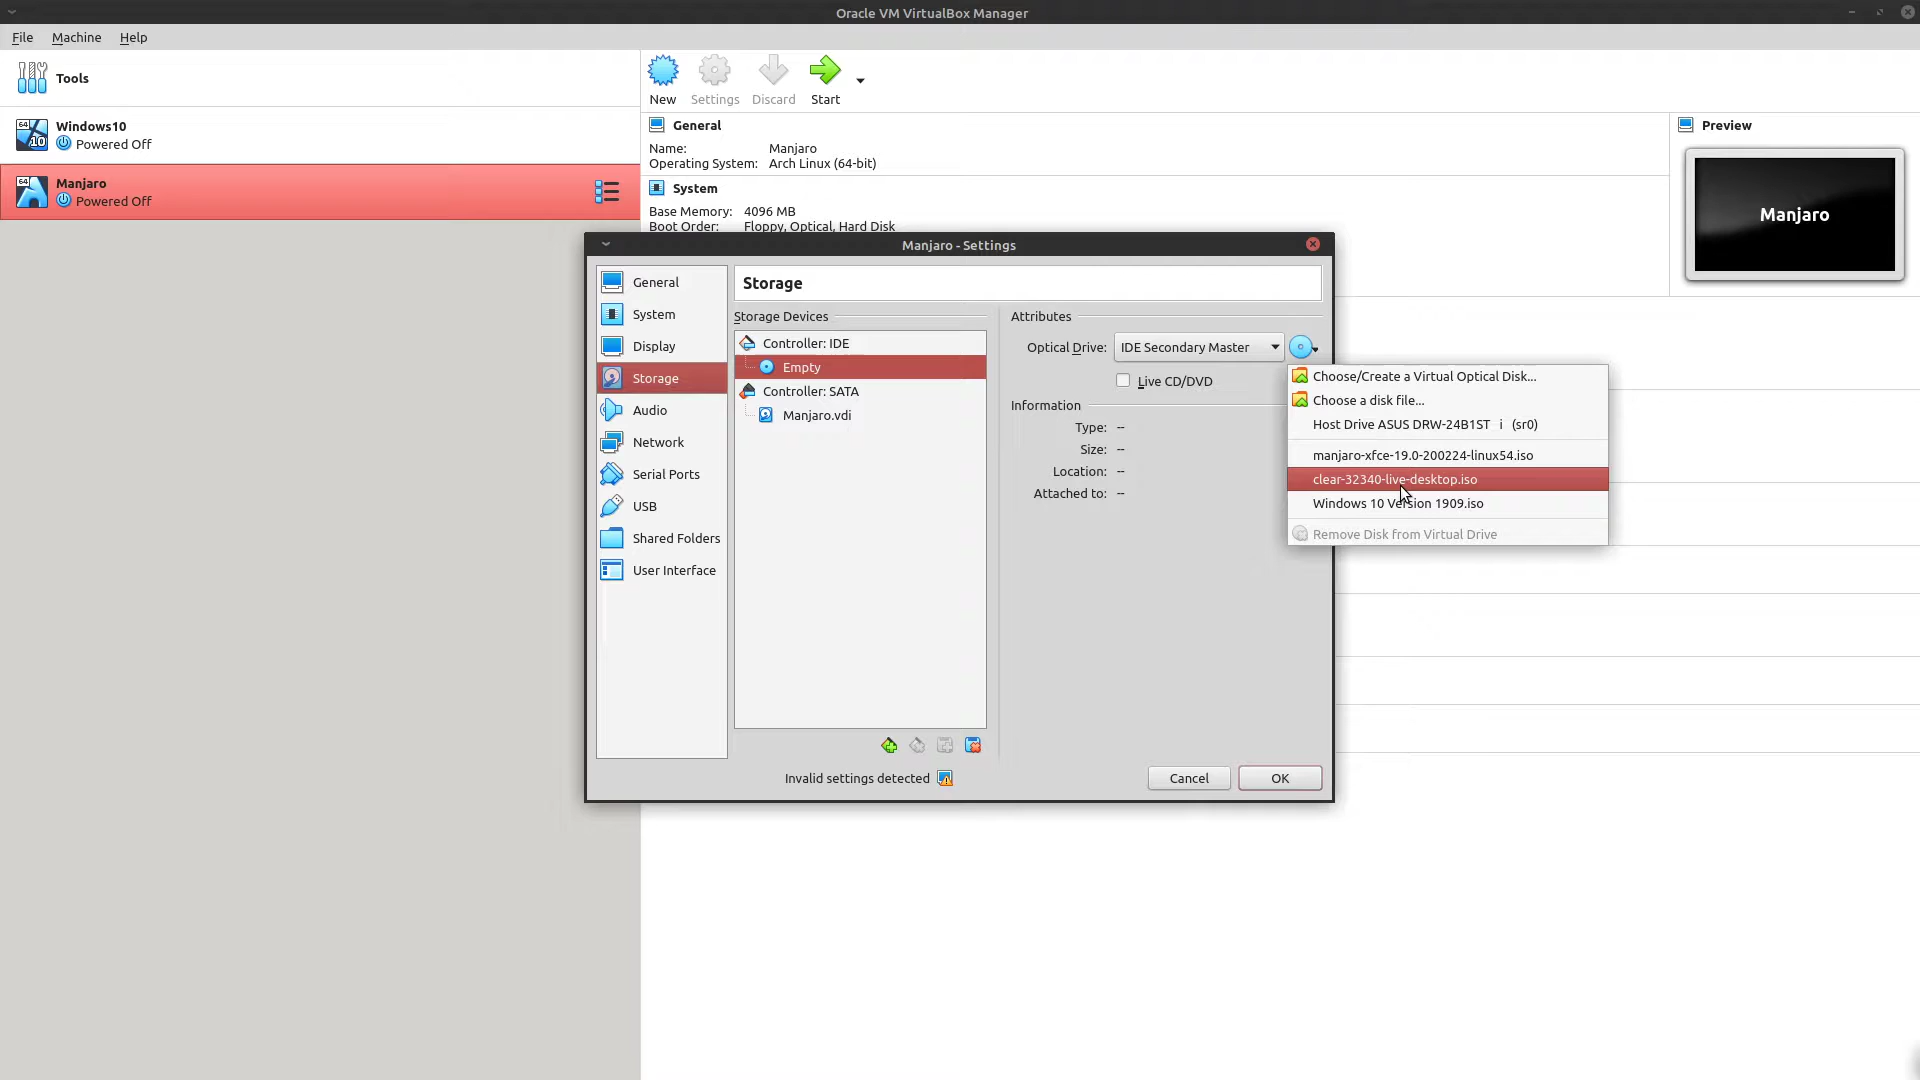 Oracle VM VirtualBox Manager
File Machine Help
Tools
New Settings Discard Start
64
10
Windows10
Powered Off
64
Manjaro
Powered Off
General
Name: Manjaro
Operating System: Arch Linux (64-bit)
System
Base Memory: 4096 MB
Boot Order: Floppy, Optical, Hard Disk
Preview
Manjaro
Manjaro - Settings
General
System
Display
Storage
Audio
Network
Serial Ports
USB
Shared Folders
User Interface
Storage
Storage Devices
Controller: IDE
Empty
Controller: SATA
Manjaro.vdi
Attributes
Optical Drive: IDE Secondary Master
Live CD/DVD
Information
Type: --
Size: --
Location: --
Attached to: --
Choose/Create a Virtual Optical Disk...
Choose a disk file...
Host Drive ASUS DRW-24B1ST i (sr0)
manjaro-xfce-19.0-200224-linux54.iso
clear-32340-live-desktop.iso
Windows 10 Version 1909.iso
Remove Disk from Virtual Drive
Invalid settings detected
Cancel OK